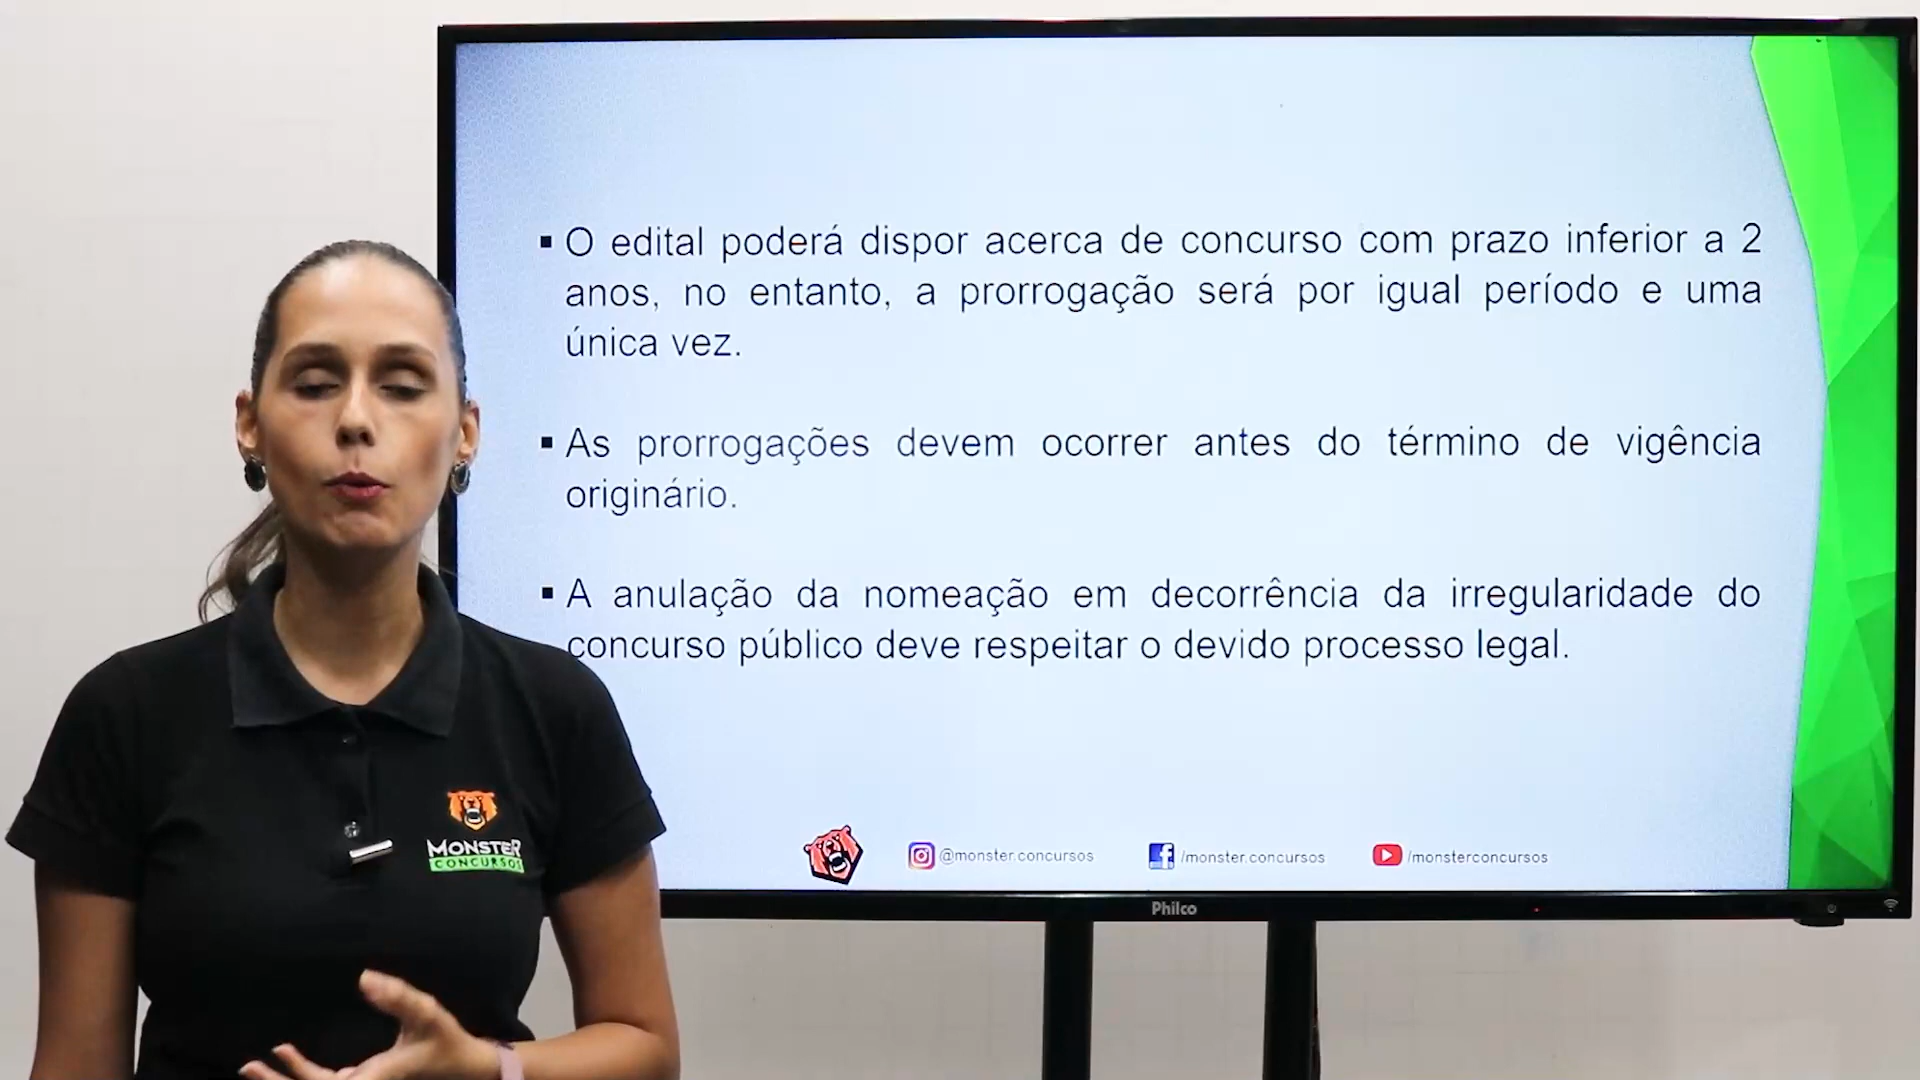 ▪ O edital poderá dispor acerca de concurso com prazo inferior a 2
anos, no entanto, a prorrogação será por igual período e uma
única vez.
▪ As prorrogações devem ocorrer antes do término de vigência
originário.
▪ A anulação da nomeação em decorrência da irregularidade do
concurso público deve respeitar o devido processo legal.
MONSTER
CONCURSOS
@monster.concursos /monster.concursos /monsterconcursos
Philco